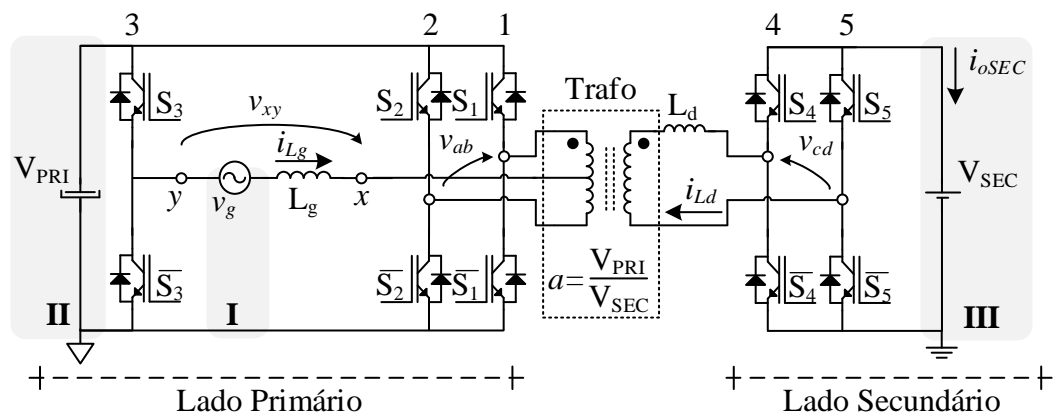 3 2 1 4 5
i_oSEC
Trafo
L_d
S_3 S_2 S_1 S_4 S_5
v_xy
i_Lg
v_ab
v_cd
V_PRI
V_SEC
y v_g L_g x
i_Ld
a = V_PRI / V_SEC
S̅_3 S̅_2 S̅_1 S̅_4 S̅_5
II I III
Lado Primário Lado Secundário